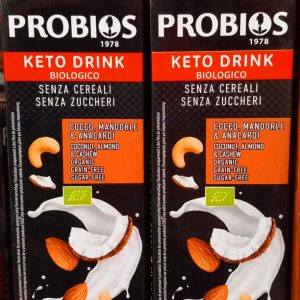 PROBIOS
1978
KETO DRINK
BIOLOGICO
SENZA CEREALI
SENZA ZUCCHERI
COCCO, MANDORLE
& ANACARDI
COCONUT, ALMOND
& CASHEW
ORGANIC
GRAIN-FREE
SUGAR-FREE
PROBIOS
1978
KETO DRINK
BIOLOGICO
SENZA CEREALI
SENZA ZUCCHERI
COCCO, MANDORLE
& ANACARDI
COCONUT, ALMOND
& CASHEW
ORGANIC
GRAIN-FREE
SUGAR-FREE